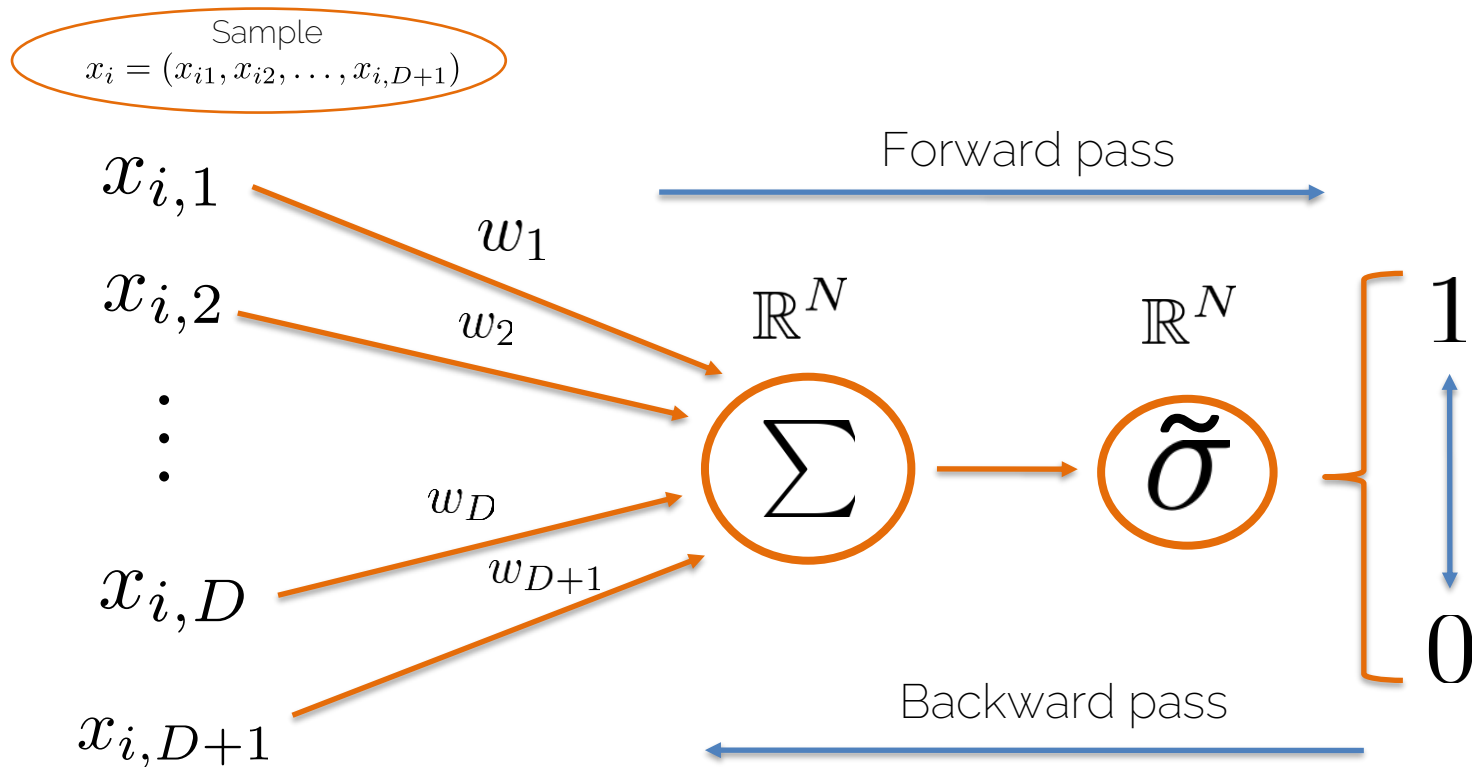 Sample
x_i = (x_{i1}, x_{i2}, . . . , x_{i,D+1})
Forward pass
x_{i,1}
w_1
x_{i,2}
w_2
ℝ^N
ℝ^N
1
⋮
∑
σ̃
w_D
x_{i,D}
w_{D+1}
0
x_{i,D+1}
Backward pass